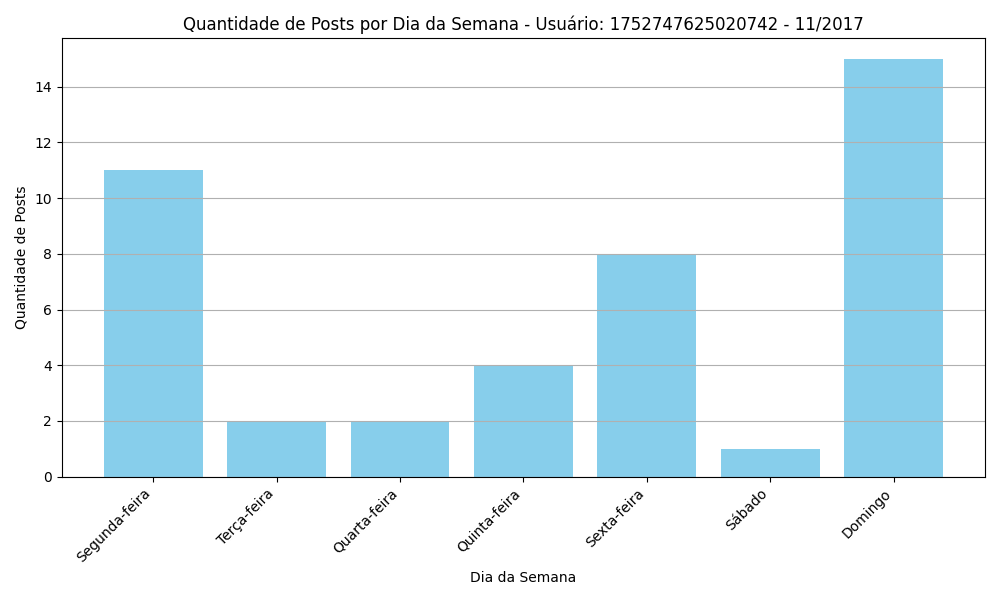 Quantidade de Posts por Dia da Semana - Usuário: 1752747625020742 - 11/2017
Quantidade de Posts
14
12
10
8
6
4
2
0
Segunda-feira
Terça-feira
Quarta-feira
Quinta-feira
Sexta-feira
Sábado
Domingo
Dia da Semana